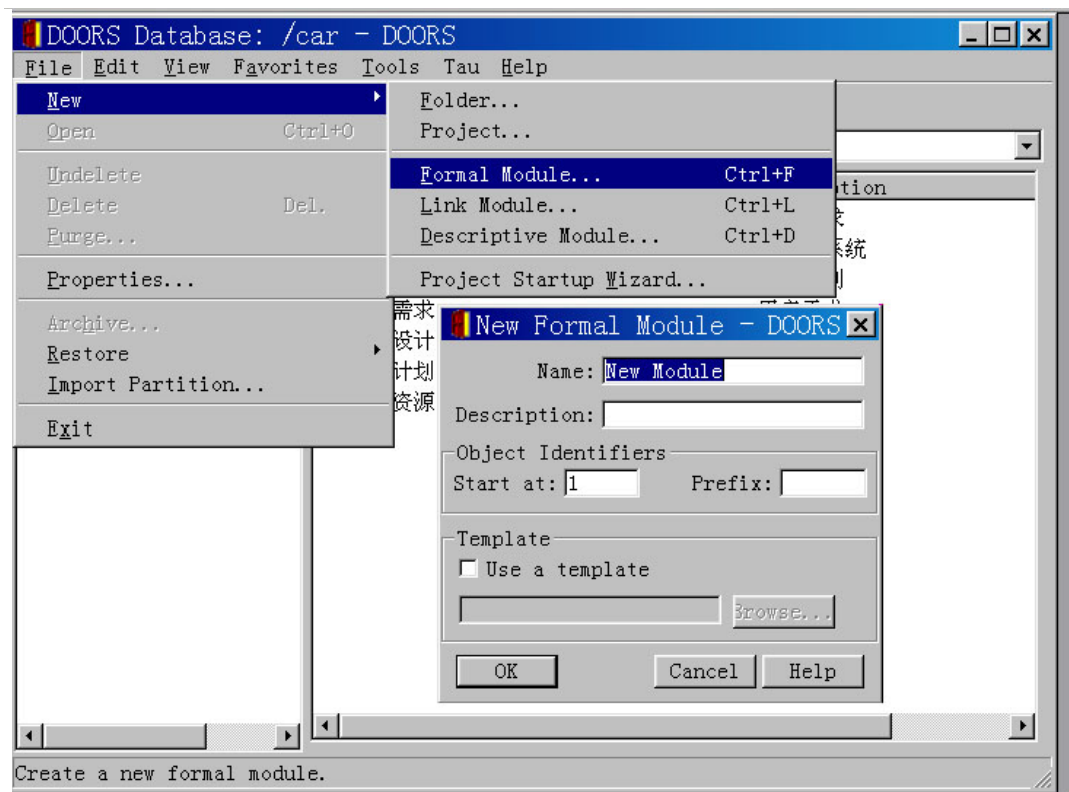 DOORS Database: /car - DOORS
File Edit View Favorites Tools Tau Help
New
Open Ctrl+O
Undelete
Delete Del.
Purge...
Properties...
Archive...
Restore
Import Partition...
Exit
Folder...
Project...
Formal Module... Ctrl+F
Link Module... Ctrl+L
Descriptive Module... Ctrl+D
Project Startup Wizard...
tion
系统
需求
设计
计划
资源
New Formal Module - DOORS
Name: New Module
Description:
Object Identifiers
Start at: 1 Prefix:
Template
Use a template
Browse...
OK Cancel Help
Create a new formal module.